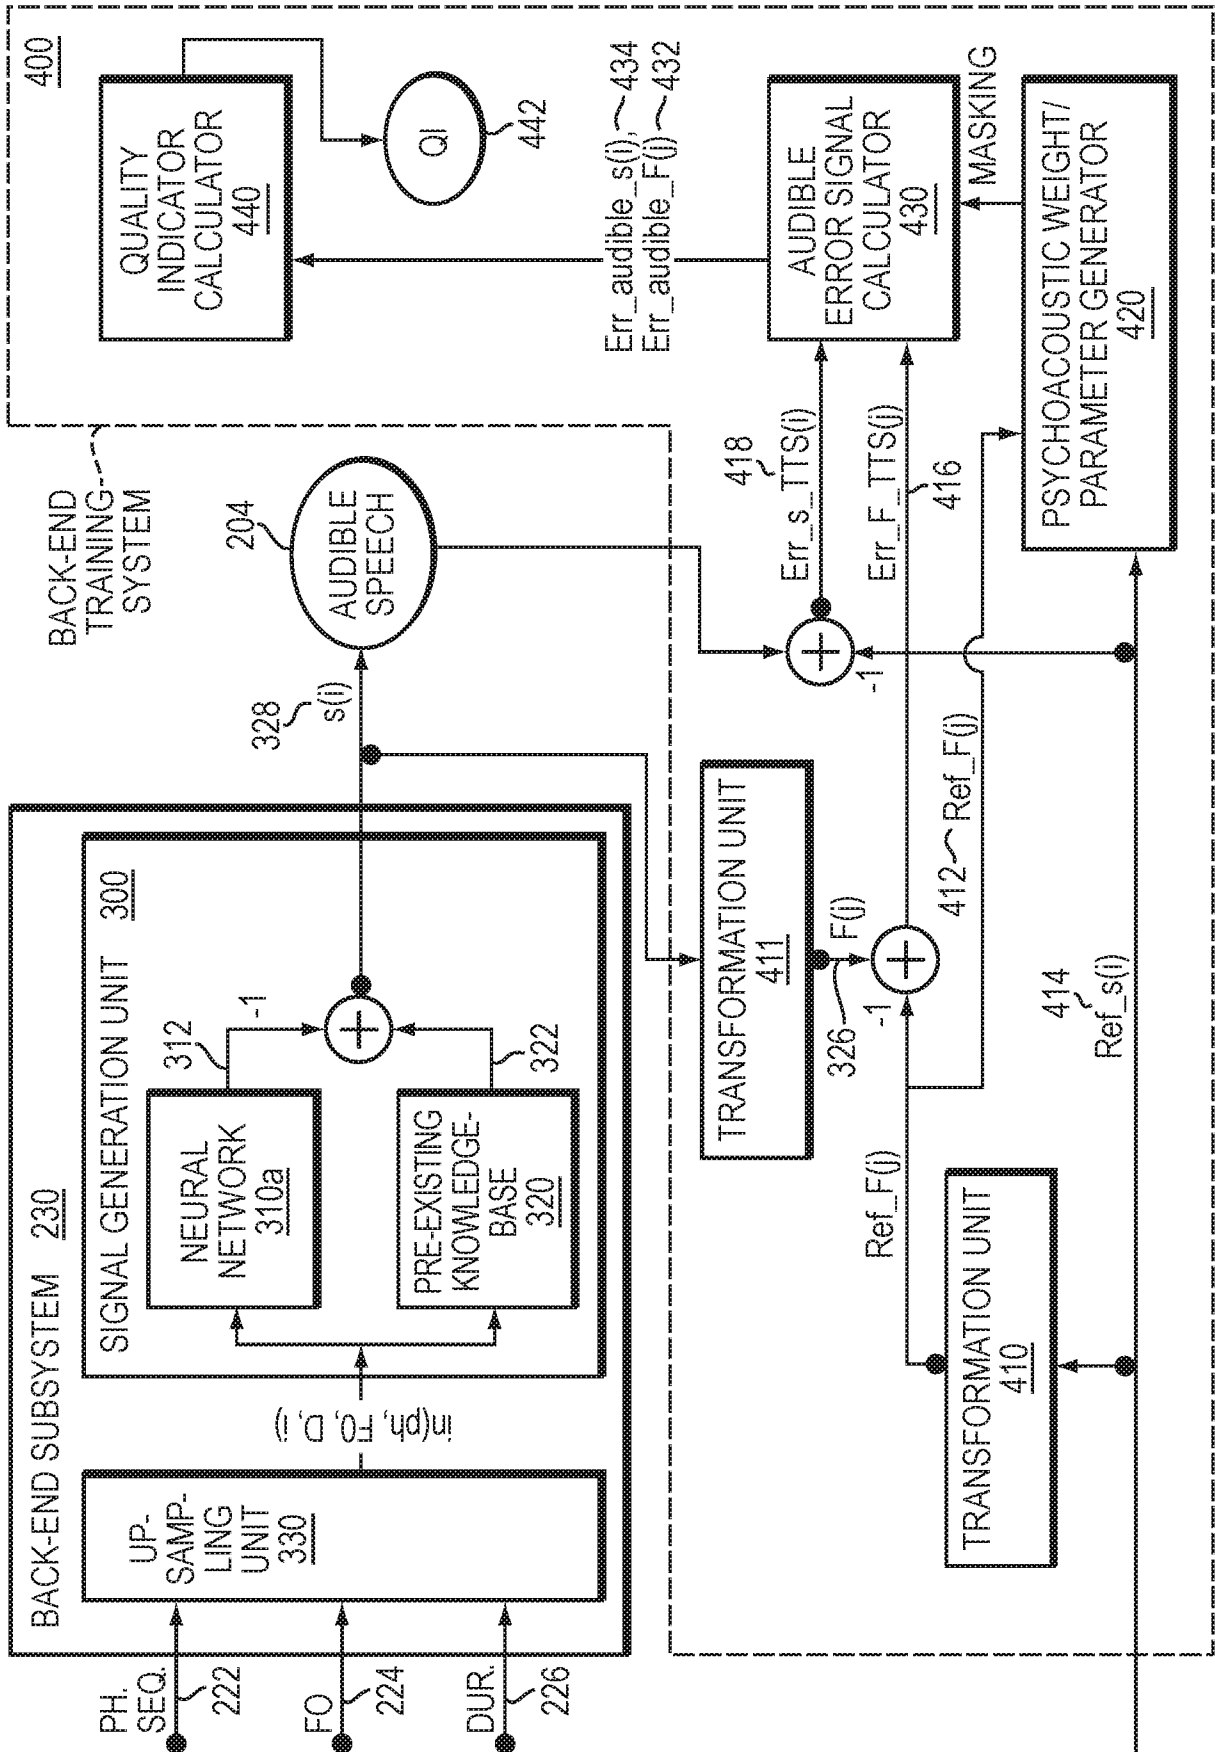 BACK-END SUBSYSTEM 230
SIGNAL GENERATION UNIT 300
PH.
SEQ.
222
FO
224
DUR.
226
UP-
SAMP-
LING
UNIT
330
in(ph, F0, D, i)
NEURAL
NETWORK
310a
312
-1
PRE-EXISTING
KNOWLEDGE-
BASE
320
322
+
328
s(i)
204
AUDIBLE
SPEECH
BACK-END
TRAINING
SYSTEM
400
QUALITY
INDICATOR
CALCULATOR
440
QI
442
TRANSFORMATION UNIT
411
F(j)
326
+
-1
Ref_F(j)
412 Ref_F(j)
TRANSFORMATION UNIT
410
414
Ref_s(i)
+
-1
418
Err_s_TTS(i)
Err_F_TTS(j)
416
Err_audible_s(i), 434
Err_audible_F(j) 432
AUDIBLE
ERROR SIGNAL
CALCULATOR
430
MASKING
PSYCHOACOUSTIC WEIGHT/
PARAMETER GENERATOR
420